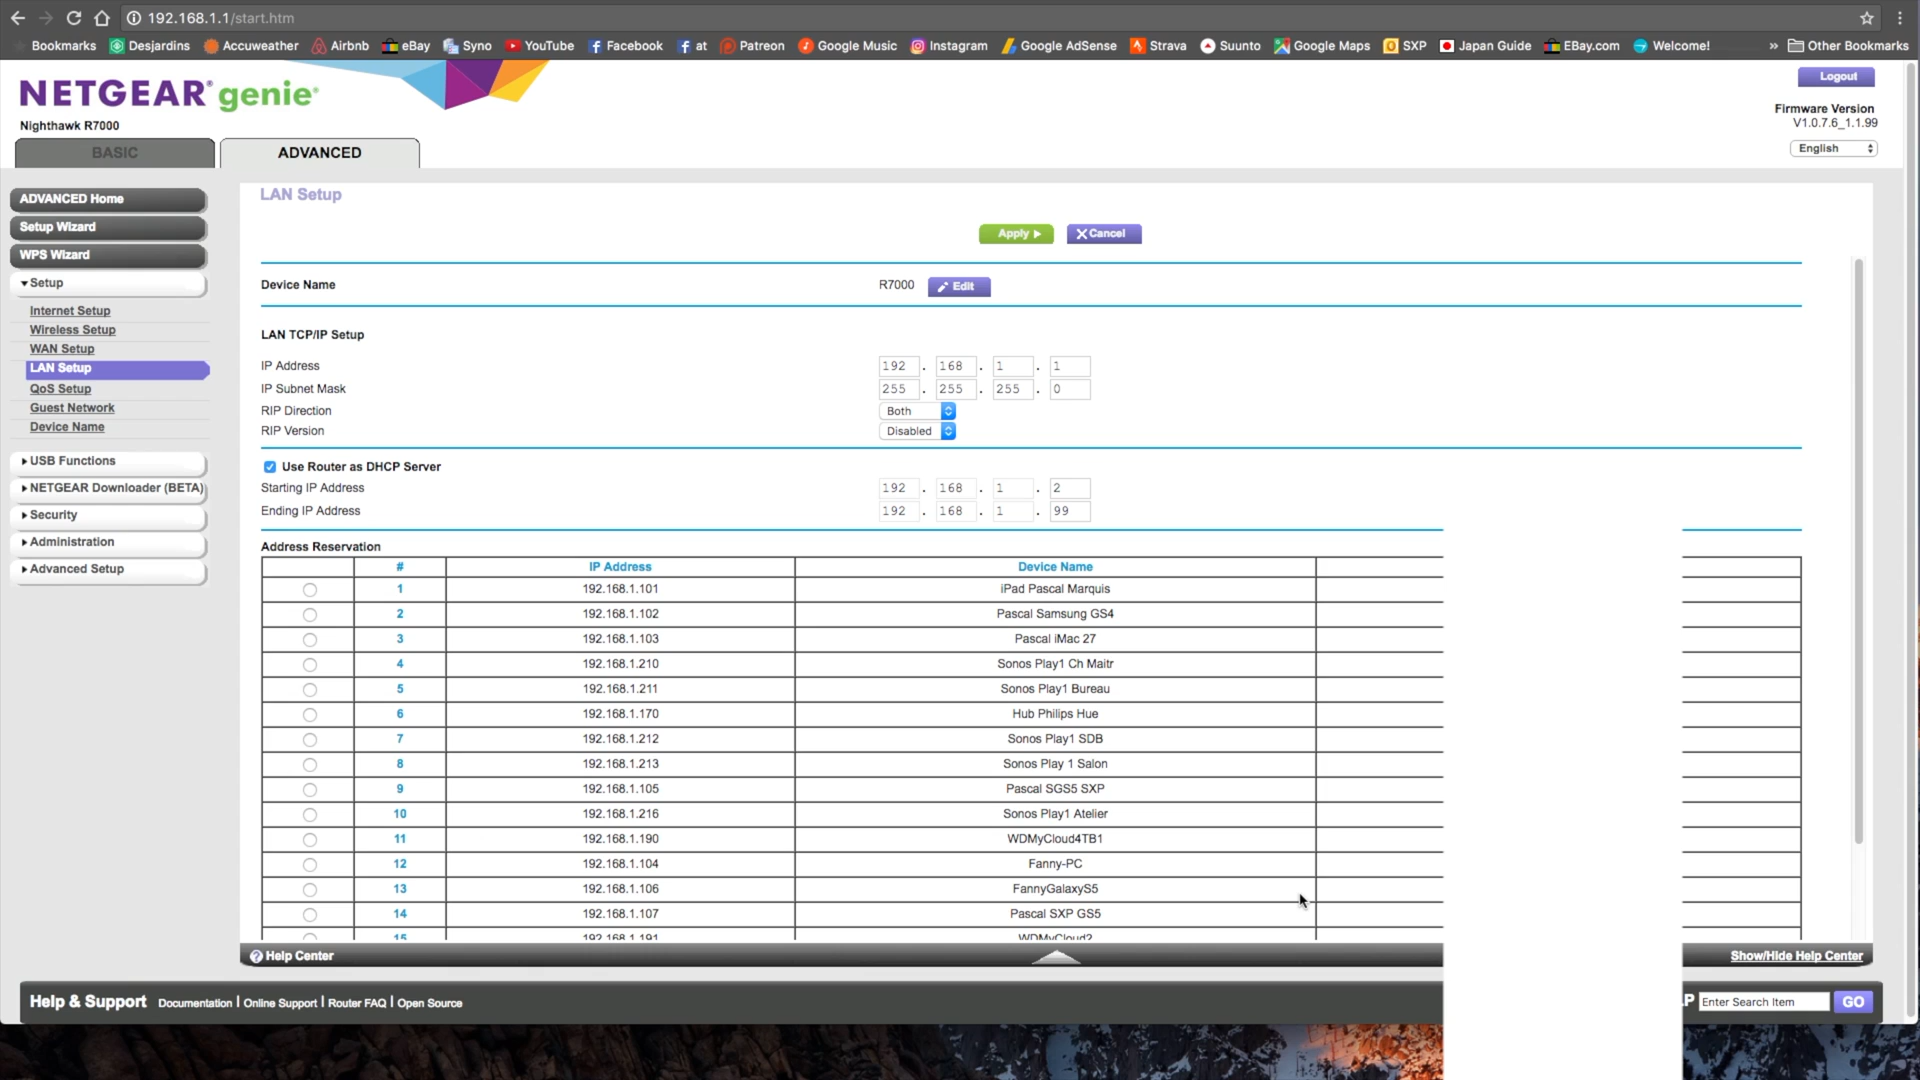 192.168.1.1/start.htm
Bookmarks Desjardins Accuweather Airbnb eBay Syno YouTube Facebook at Patreon Google Music Instagram Google AdSense Strava Suunto Google Maps SXP Japan Guide EBay.com Welcome! » Other Bookmarks
NETGEAR® genie®
Logout
Nighthawk R7000
Firmware Version
V1.0.7.6_1.1.99
BASIC
ADVANCED
English
ADVANCED Home
Setup Wizard
WPS Wizard
Setup
Internet Setup
Wireless Setup
WAN Setup
LAN Setup
QoS Setup
Guest Network
Device Name
USB Functions
NETGEAR Downloader (BETA)
Security
Administration
Advanced Setup
LAN Setup
Apply
Cancel
Device Name R7000 Edit
LAN TCP/IP Setup
IP Address 192 . 168 . 1 . 1
IP Subnet Mask 255 . 255 . 255 . 0
RIP Direction Both
RIP Version Disabled
Use Router as DHCP Server
Starting IP Address 192 . 168 . 1 . 2
Ending IP Address 192 . 168 . 1 . 99
Address Reservation
# IP Address Device Name
1 192.168.1.101 iPad Pascal Marquis
2 192.168.1.102 Pascal Samsung GS4
3 192.168.1.103 Pascal iMac 27
4 192.168.1.210 Sonos Play1 Ch Maitr
5 192.168.1.211 Sonos Play1 Bureau
6 192.168.1.170 Hub Philips Hue
7 192.168.1.212 Sonos Play1 SDB
8 192.168.1.213 Sonos Play 1 Salon
9 192.168.1.105 Pascal SGS5 SXP
10 192.168.1.216 Sonos Play1 Atelier
11 192.168.1.190 WDMyCloud4TB1
12 192.168.1.104 Fanny-PC
13 192.168.1.106 FannyGalaxyS5
14 192.168.1.107 Pascal SXP GS5
15 192.168.1.191 WDMyCloud2
Help Center
Show/Hide Help Center
Help & Support Documentation | Online Support | Router FAQ | Open Source
P Enter Search Item GO